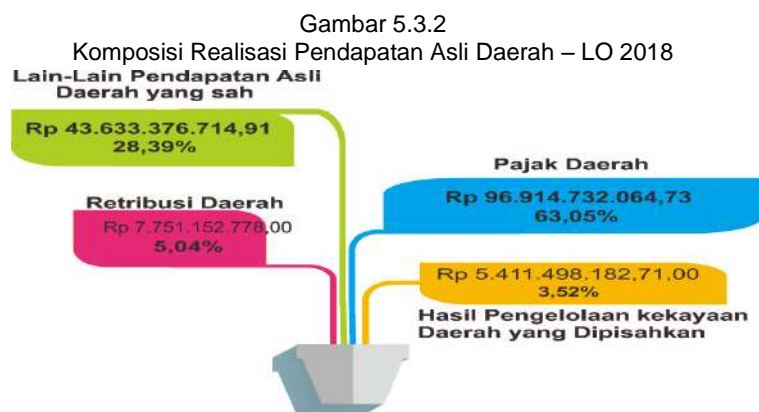 Gambar 5.3.2
Komposisi Realisasi Pendapatan Asli Daerah – LO 2018
Lain-Lain Pendapatan Asli
Daerah yang sah
Rp 43.633.376.714,91
28,39%
Pajak Daerah
Rp 96.914.732.064,73
63,05%
Retribusi Daerah
Rp 7.751.152.778,00
5,04%
Rp 5.411.498.182,71,00
3,52%
Hasil Pengelolaan kekayaan
Daerah yang Dipisahkan